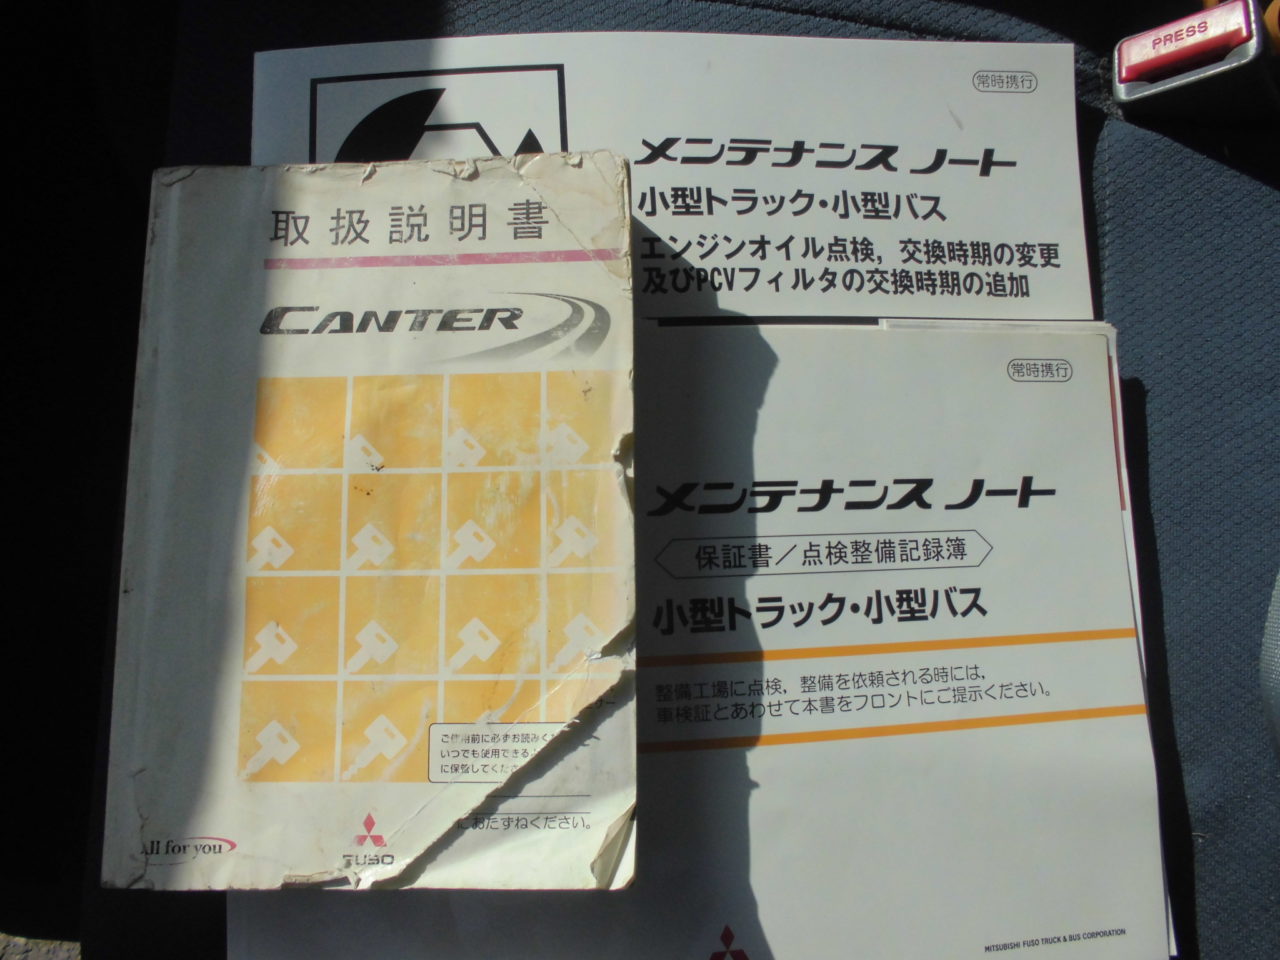 PRESS
常時携行
メンテナンス ノート
小型トラック・小型バス
エンジンオイル点検，交換時期の変更
及びPCVフィルタの交換時期の追加
取扱説明書
CANTER
ご使用前に必ずお読みくだ
いつでも使用できる
に保管してくださ
におたずねください。
All for you
FUSO
常時携行
メンテナンス ノート
保証書／点検整備記録簿
小型トラック・小型バス
整備工場に点検，整備を依頼される時には，
車検証とあわせて本書をフロントにご提示ください。
MITSUBISHI FUSO TRUCK & BUS CORPORATION